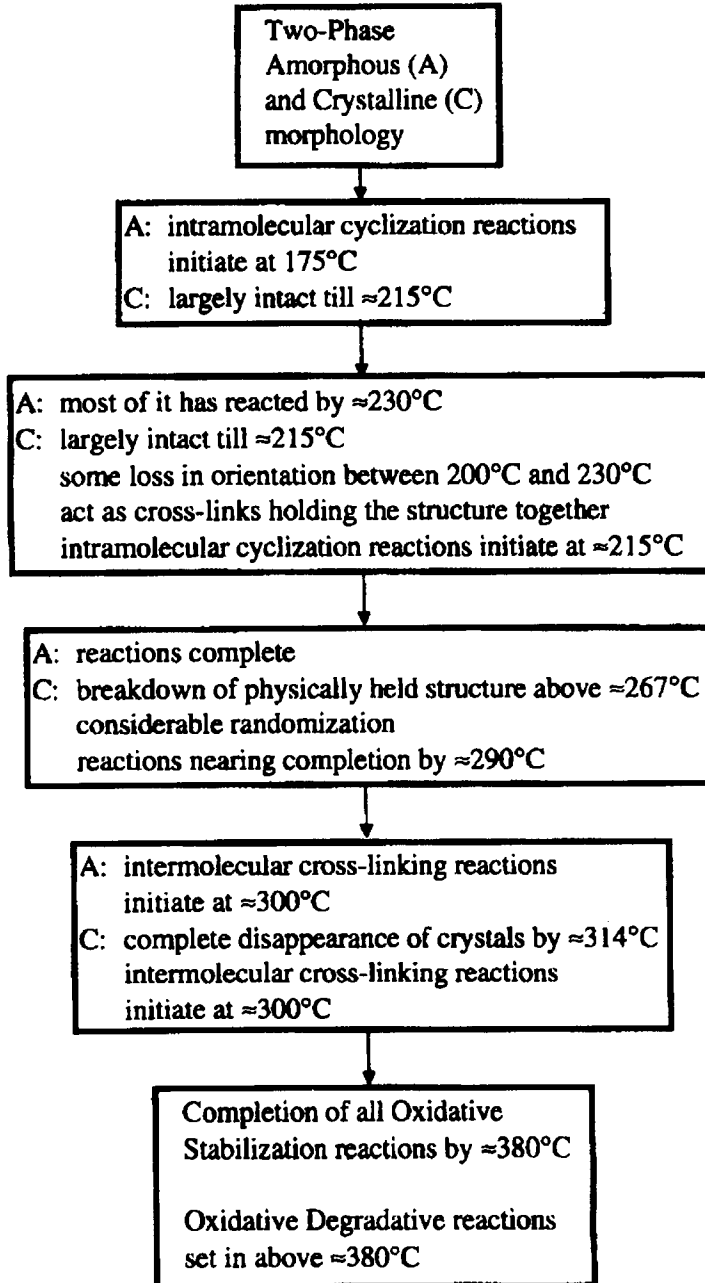 Two-Phase
Amorphous (A)
and Crystalline (C)
morphology
A: intramolecular cyclization reactions
initiate at 175°C
C: largely intact till ≈215°C
A: most of it has reacted by ≈230°C
C: largely intact till ≈215°C
some loss in orientation between 200°C and 230°C
act as cross-links holding the structure together
intramolecular cyclization reactions initiate at ≈215°C
A: reactions complete
C: breakdown of physically held structure above ≈267°C
considerable randomization
reactions nearing completion by ≈290°C
A: intermolecular cross-linking reactions
initiate at ≈300°C
C: complete disappearance of crystals by ≈314°C
intermolecular cross-linking reactions
initiate at ≈300°C
Completion of all Oxidative
Stabilization reactions by ≈380°C
Oxidative Degradative reactions
set in above ≈380°C